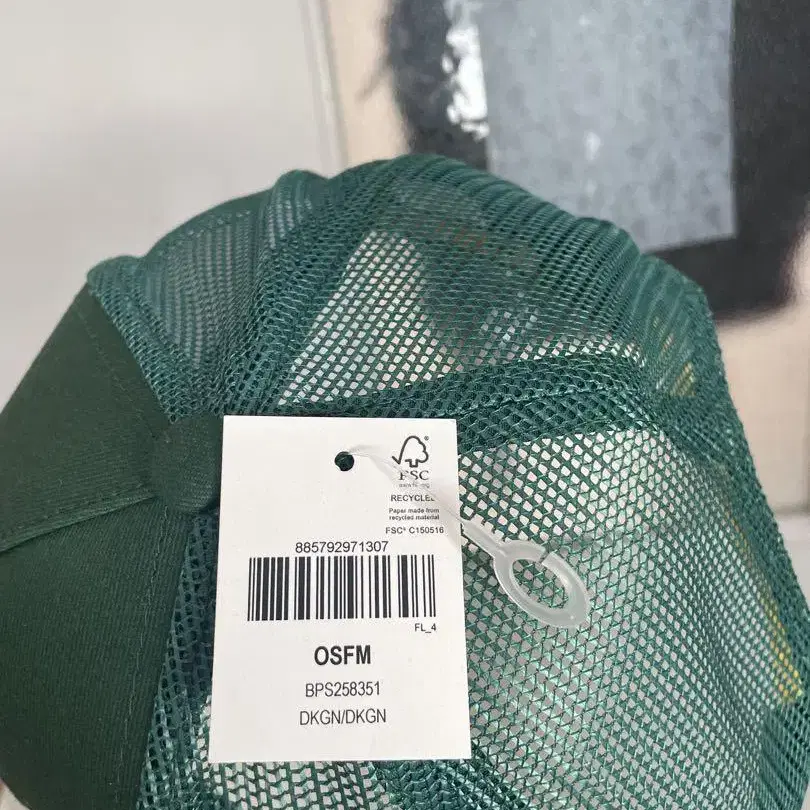 FSC
RECYCLED
Paper made from
recycled material
FSC® C150516
885792971307
FL_4
OSFM
BPS258351
DKGN/DKGN